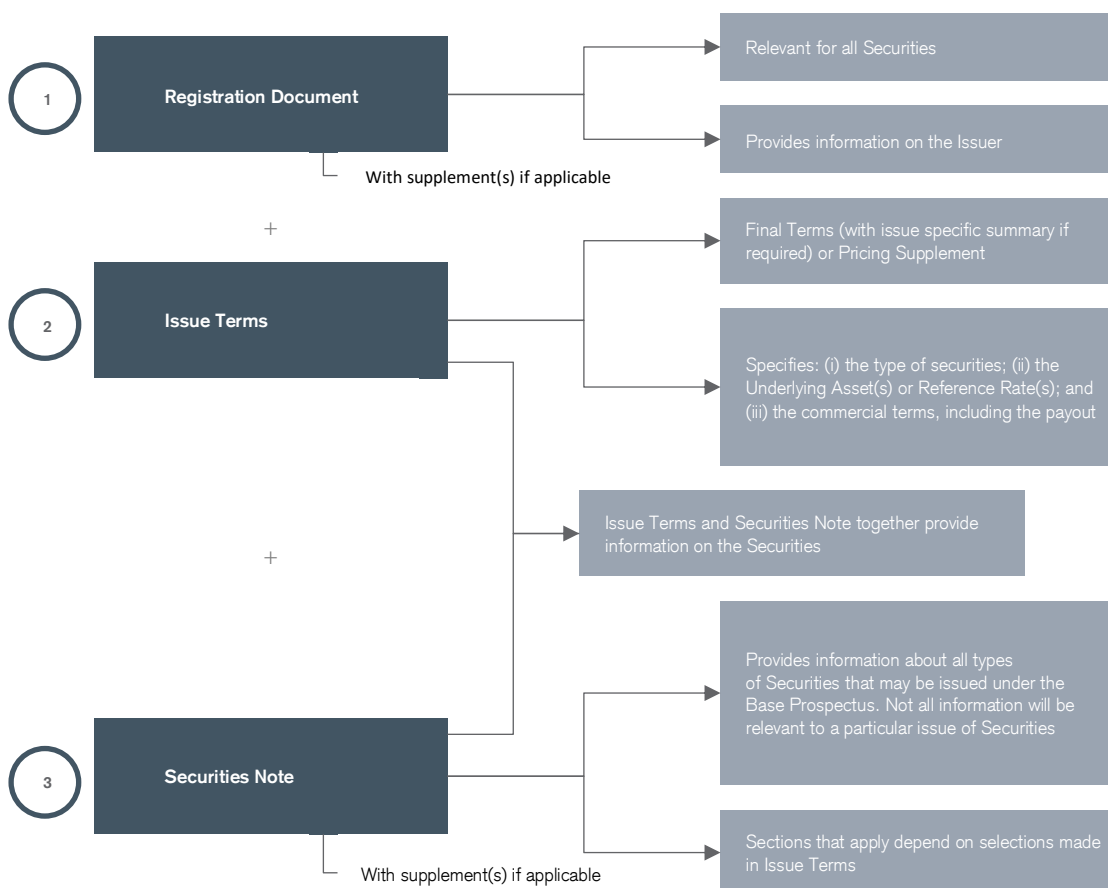 1
Registration Document
With supplement(s) if applicable
Relevant for all Securities
Provides information on the Issuer
+
2
Issue Terms
Final Terms (with issue specific summary if
required) or Pricing Supplement
Specifies: (i) the type of securities; (ii) the
Underlying Asset(s) or Reference Rate(s); and
(iii) the commercial terms, including the payout
Issue Terms and Securities Note together provide
information on the Securities
+
3
Securities Note
With supplement(s) if applicable
Provides information about all types
of Securities that may be issued under the
Base Prospectus. Not all information will be
relevant to a particular issue of Securities
Sections that apply depend on selections made
in Issue Terms